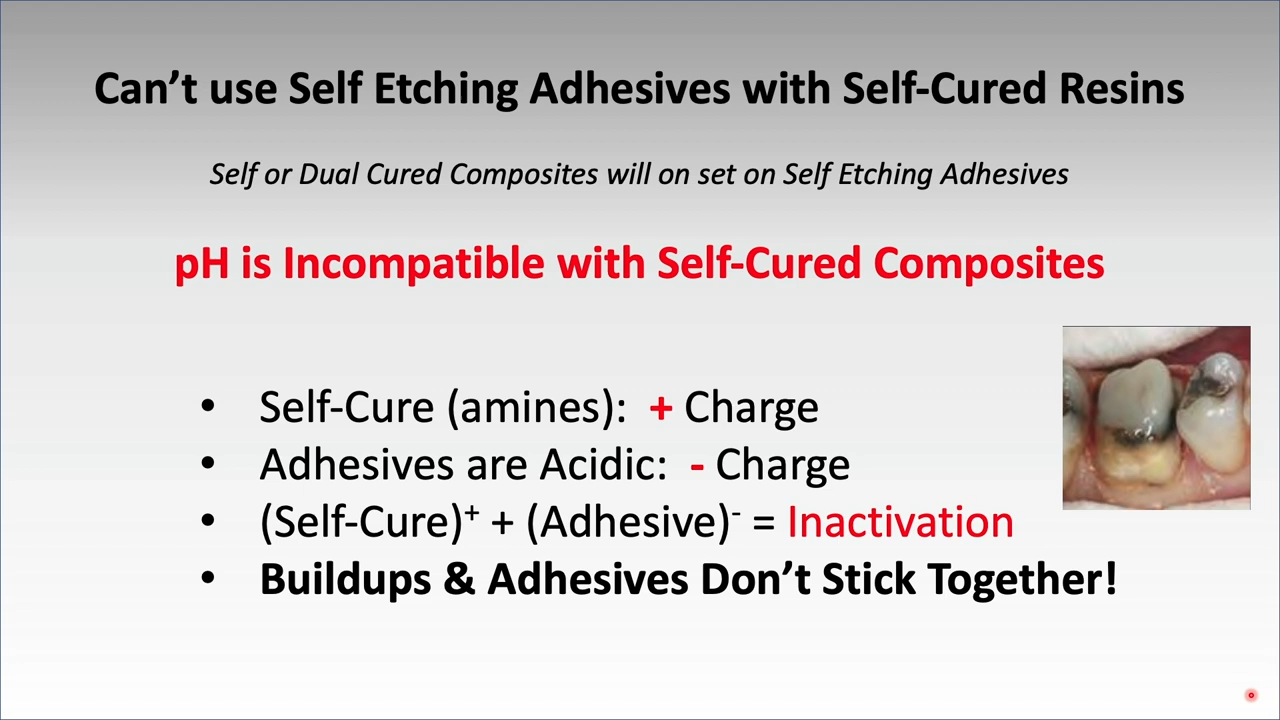 Can't use Self Etching Adhesives with Self-Cured Resins
Self or Dual Cured Composites will on set on Self Etching Adhesives
pH is Incompatible with Self-Cured Composites
• Self-Cure (amines): + Charge
• Adhesives are Acidic: - Charge
• (Self-Cure)⁺ + (Adhesive)⁻ = Inactivation
• Buildups & Adhesives Don't Stick Together!